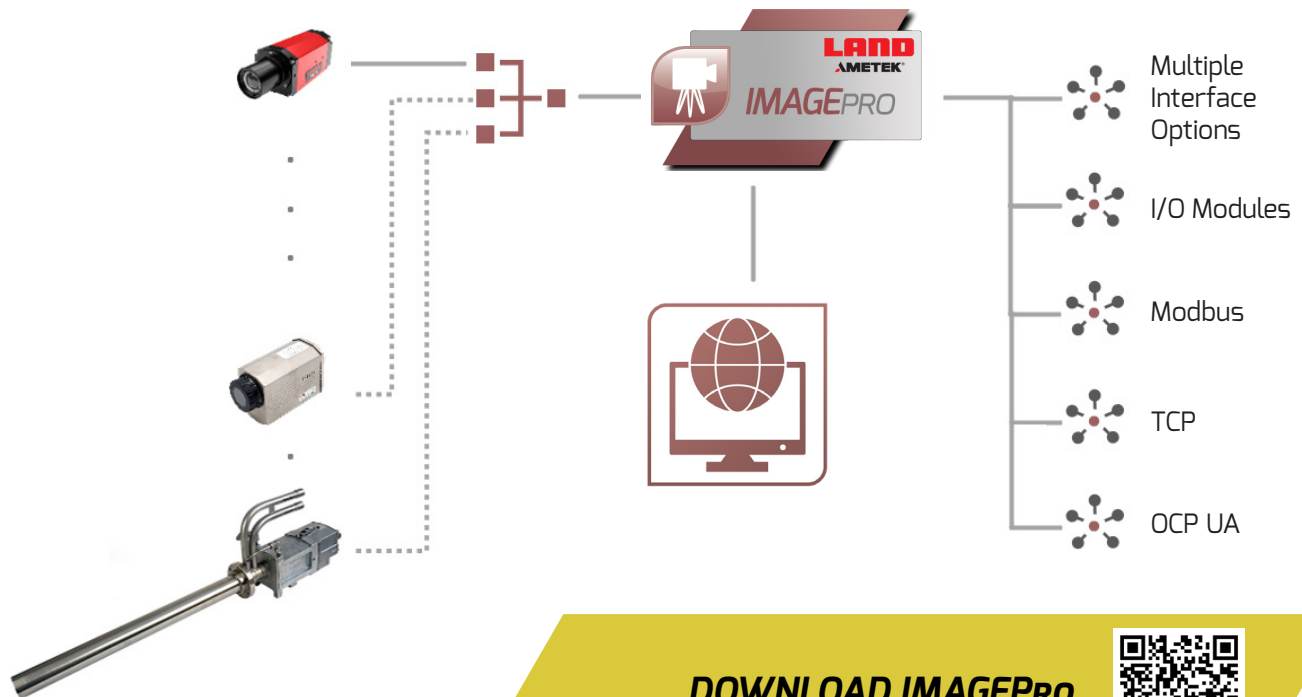 LAND
AMETEK®
IMAGEPRO
Multiple
Interface
Options
I/O Modules
Modbus
TCP
OCP UA
DOWNLOAD IMAGEPRO